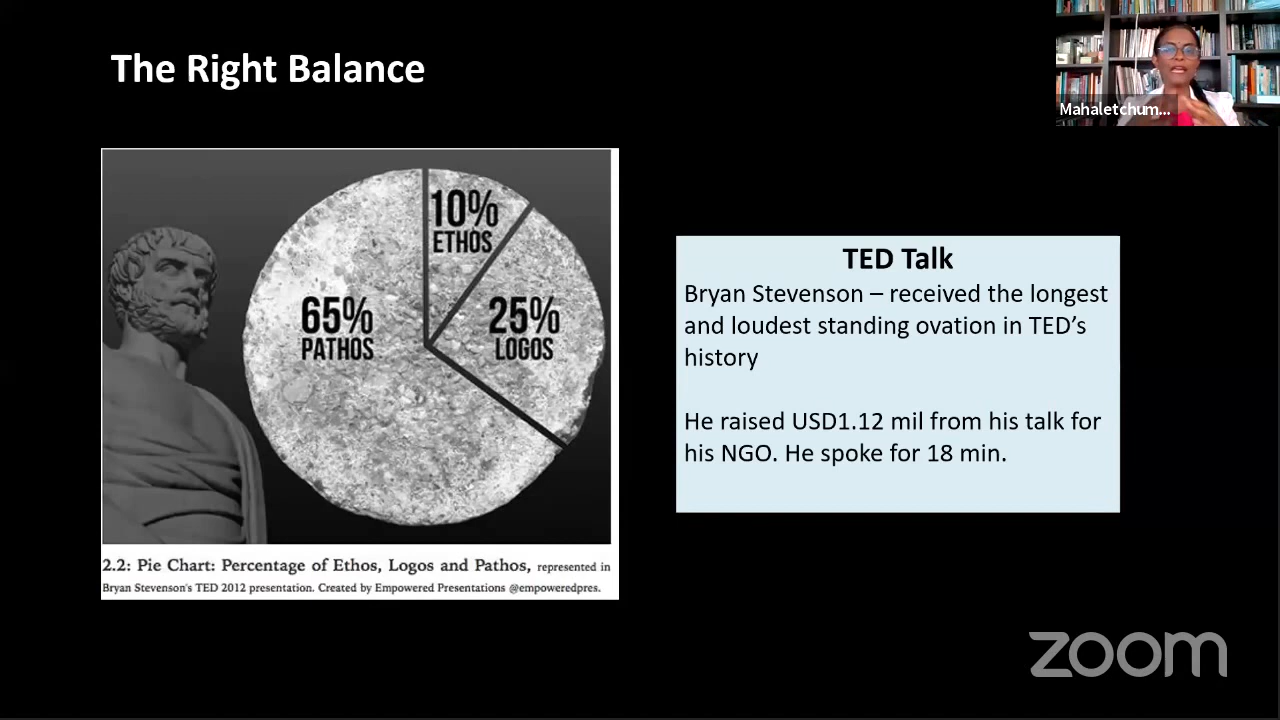 The Right Balance
Mahaletchum...
10%
ETHOS
65%
PATHOS
25%
LOGOS
2.2: Pie Chart: Percentage of Ethos, Logos and Pathos, represented in
Bryan Stevenson's TED 2012 presentation. Created by Empowered Presentations @empoweredpres.
TED Talk
Bryan Stevenson – received the longest
and loudest standing ovation in TED's
history
He raised USD1.12 mil from his talk for
his NGO. He spoke for 18 min.
zoom